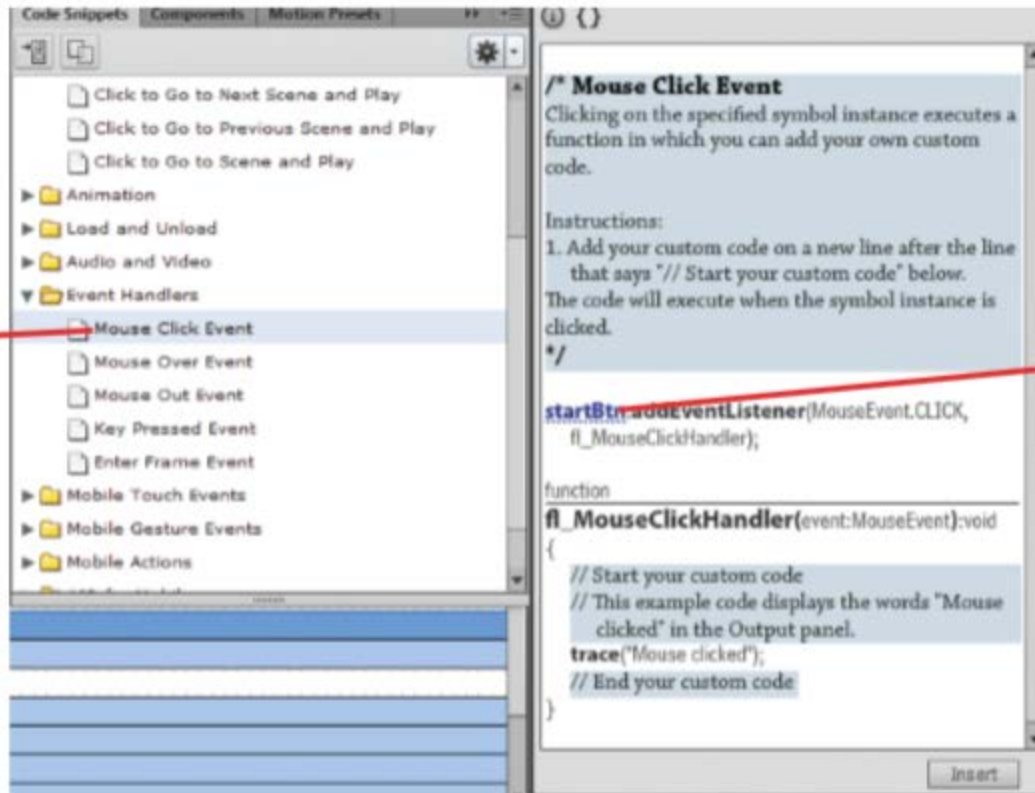 Code Snippets
Components
Motion Presets
Click to Go to Next Scene and Play
Click to Go to Previous Scene and Play
Click to Go to Scene and Play
Animation
Load and Unload
Audio and Video
Event Handlers
Mouse Click Event
Mouse Over Event
Mouse Out Event
Key Pressed Event
Enter Frame Event
Mobile Touch Events
Mobile Gesture Events
Mobile Actions
/* Mouse Click Event
Clicking on the specified symbol instance executes a
function in which you can add your own custom
code.
Instructions:
1. Add your custom code on a new line after the line
that says "// Start your custom code" below.
The code will execute when the symbol instance is
clicked.
*/
startBtn.addEventListener(MouseEvent.CLICK,
fl_MouseClickHandler);
function
fl_MouseClickHandler(event:MouseEvent):void
{
// Start your custom code
// This example code displays the words "Mouse
clicked" in the Output panel.
trace("Mouse clicked");
// End your custom code
}
Insert